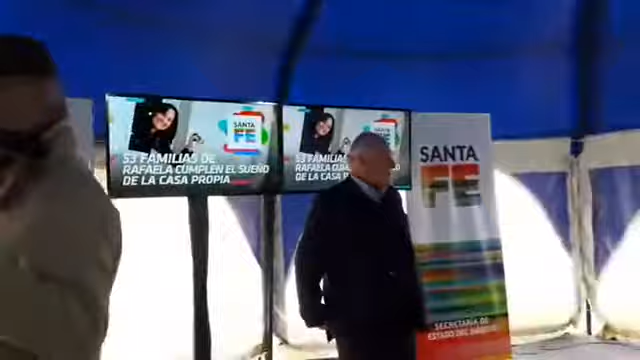 SANTA
FE
53 FAMILIAS DE
RAFAELA CUMPLEN EL SUEÑO
DE LA CASA PROPIA
SANTA
53 FAMILIAS
RAFAELA
DE LA CASA
SANTA
FE
SECRETARÍA DE
ESTADO DEL HÁBITAT